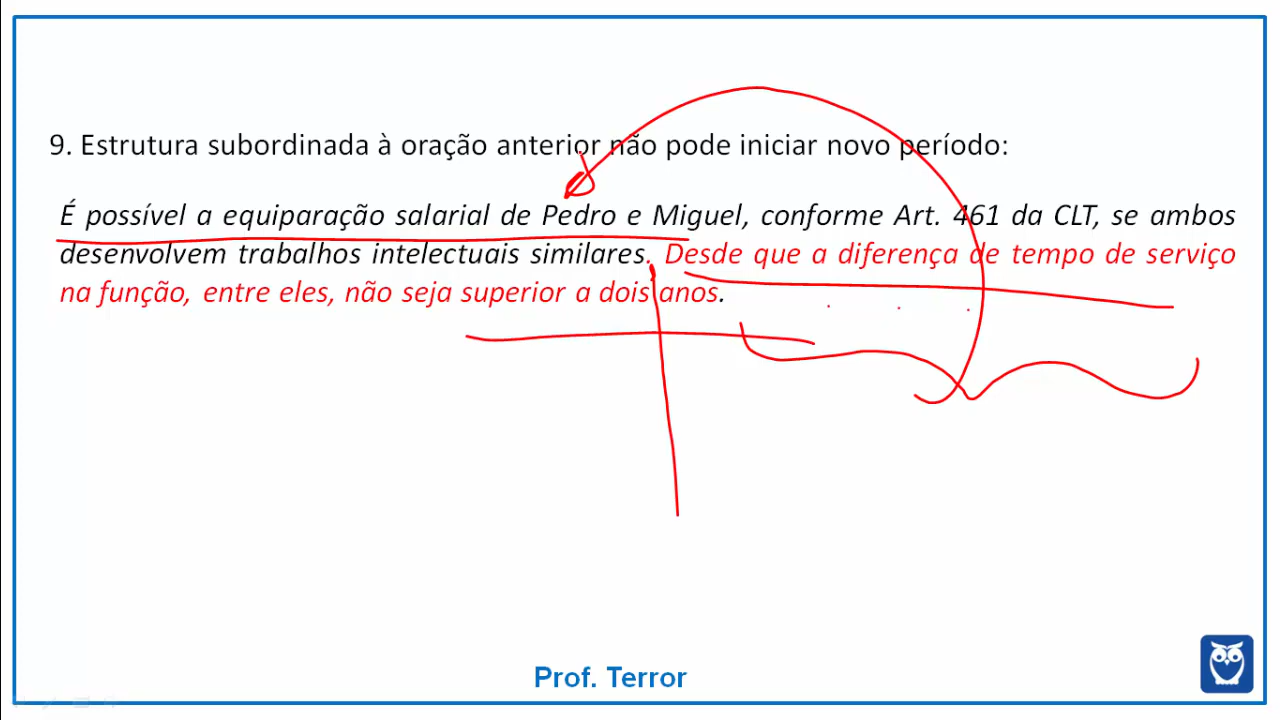 9. Estrutura subordinada à oração anterior não pode iniciar novo período:
É possível a equiparação salarial de Pedro e Miguel, conforme Art. 461 da CLT, se ambos
desenvolvem trabalhos intelectuais similares. Desde que a diferença de tempo de serviço
na função, entre eles, não seja superior a dois anos.
Prof. Terror